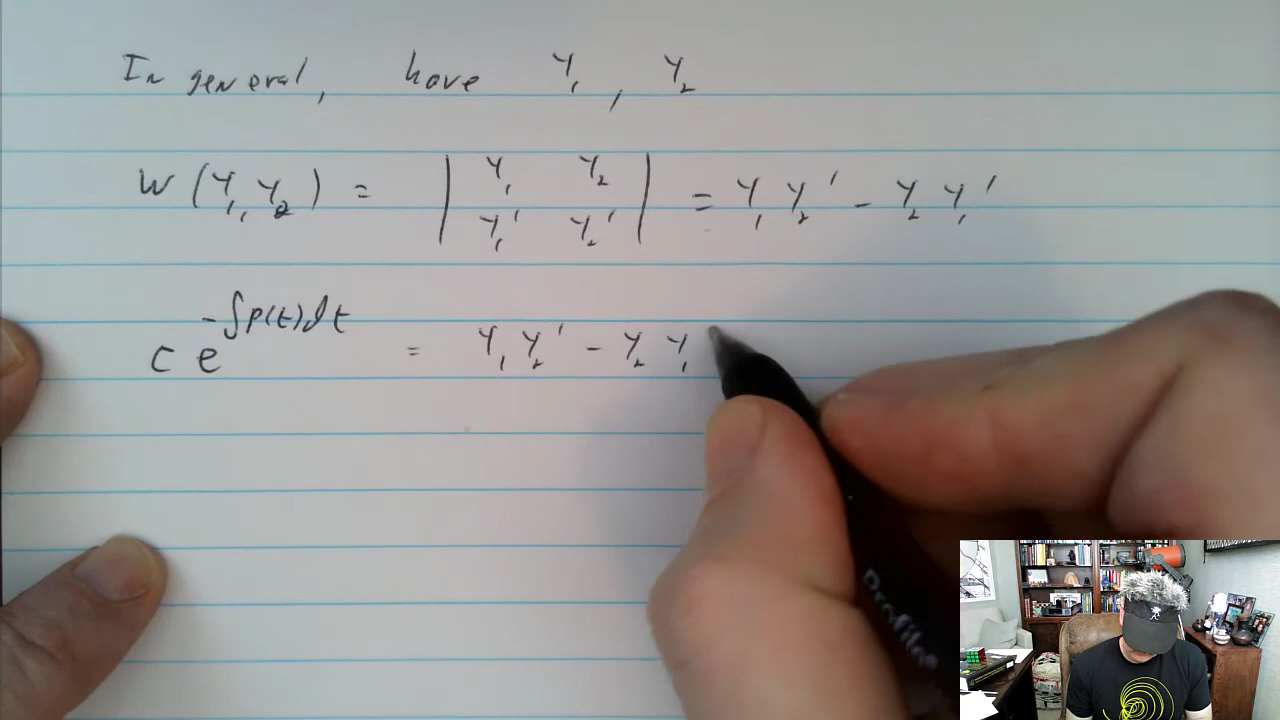 In general, have y₁, y₂
W(y₁, y₂) = | y₁ y₂ ; y₁' y₂' | = y₁ y₂' - y₂ y₁'
c e^{-∫p(t)dt} = y₁ y₂' - y₂ y₁
Profile